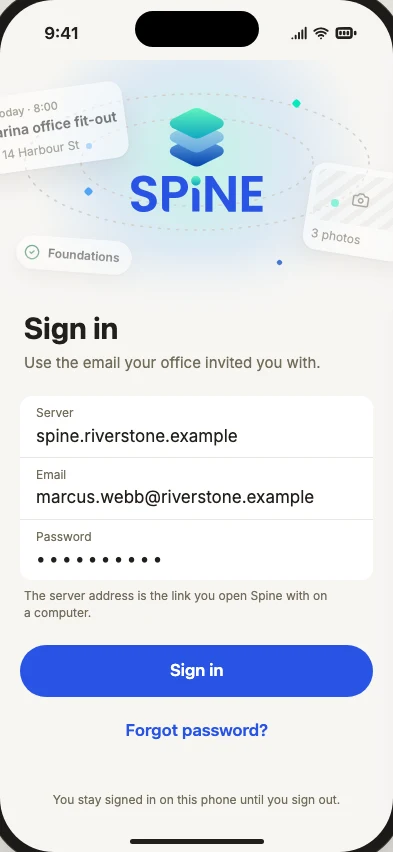 9:41
oday · 8:00
rina office fit-out
14 Harbour St
SPiNE
3 photos
Foundations
Sign in
Use the email your office invited you with.
Server
spine.riverstone.example
Email
marcus.webb@riverstone.example
Password
The server address is the link you open Spine with on
a computer.
Sign in
Forgot password?
You stay signed in on this phone until you sign out.